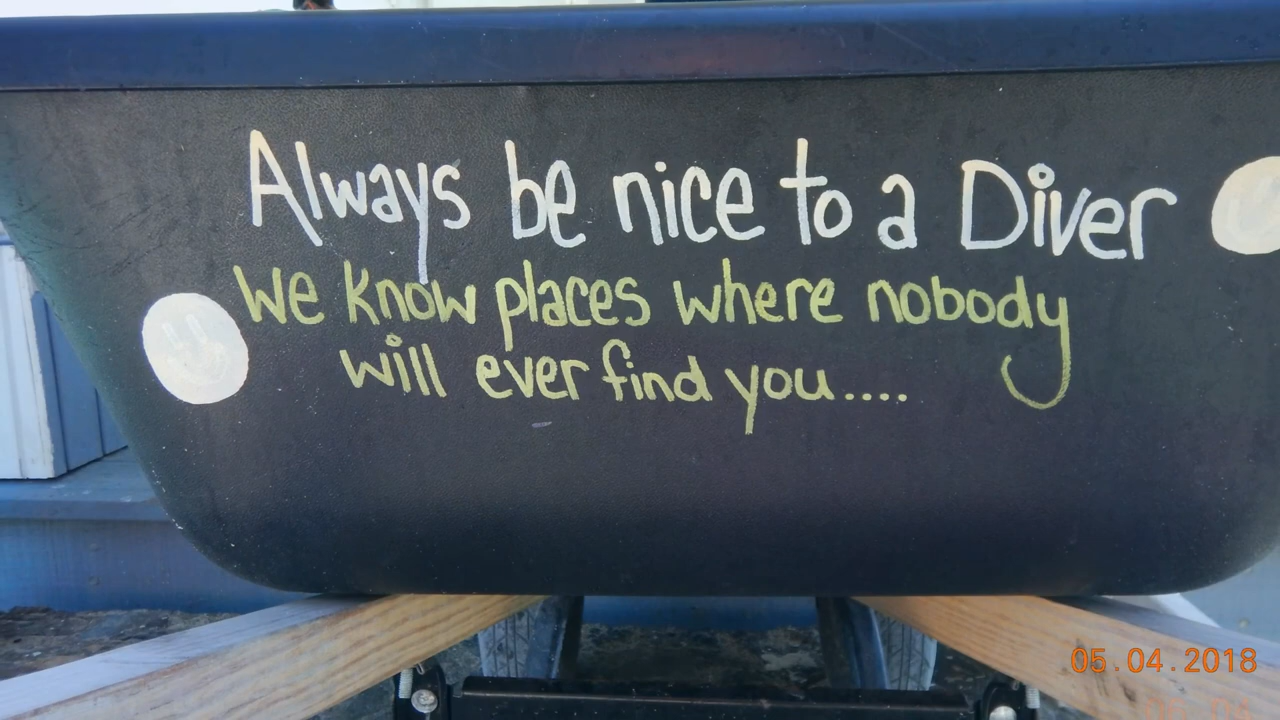 Always be nice to a Diver
We know places where nobody
will ever find you....
05.04.2018